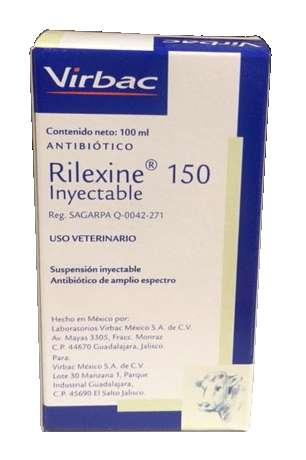 Virbac
Contenido neto: 100 ml
ANTIBIÓTICO
Rilexine® 150
Inyectable
Reg. SAGARPA Q-0042-271
USO VETERINARIO
Suspensión inyectable
Antibiótico de amplio espectro
Hecho en México por:
Laboratorios Virbac México S.A. de C.V.
Av. Mayas 3305, Fracc. Monraz
C.P. 44670 Guadalajara, Jalisco
Para:
Virbac México S.A. de C.V.
Lote 30 Manzana 1, Parque
Industrial Guadalajara,
C.P. 45690 El Salto Jalisco.